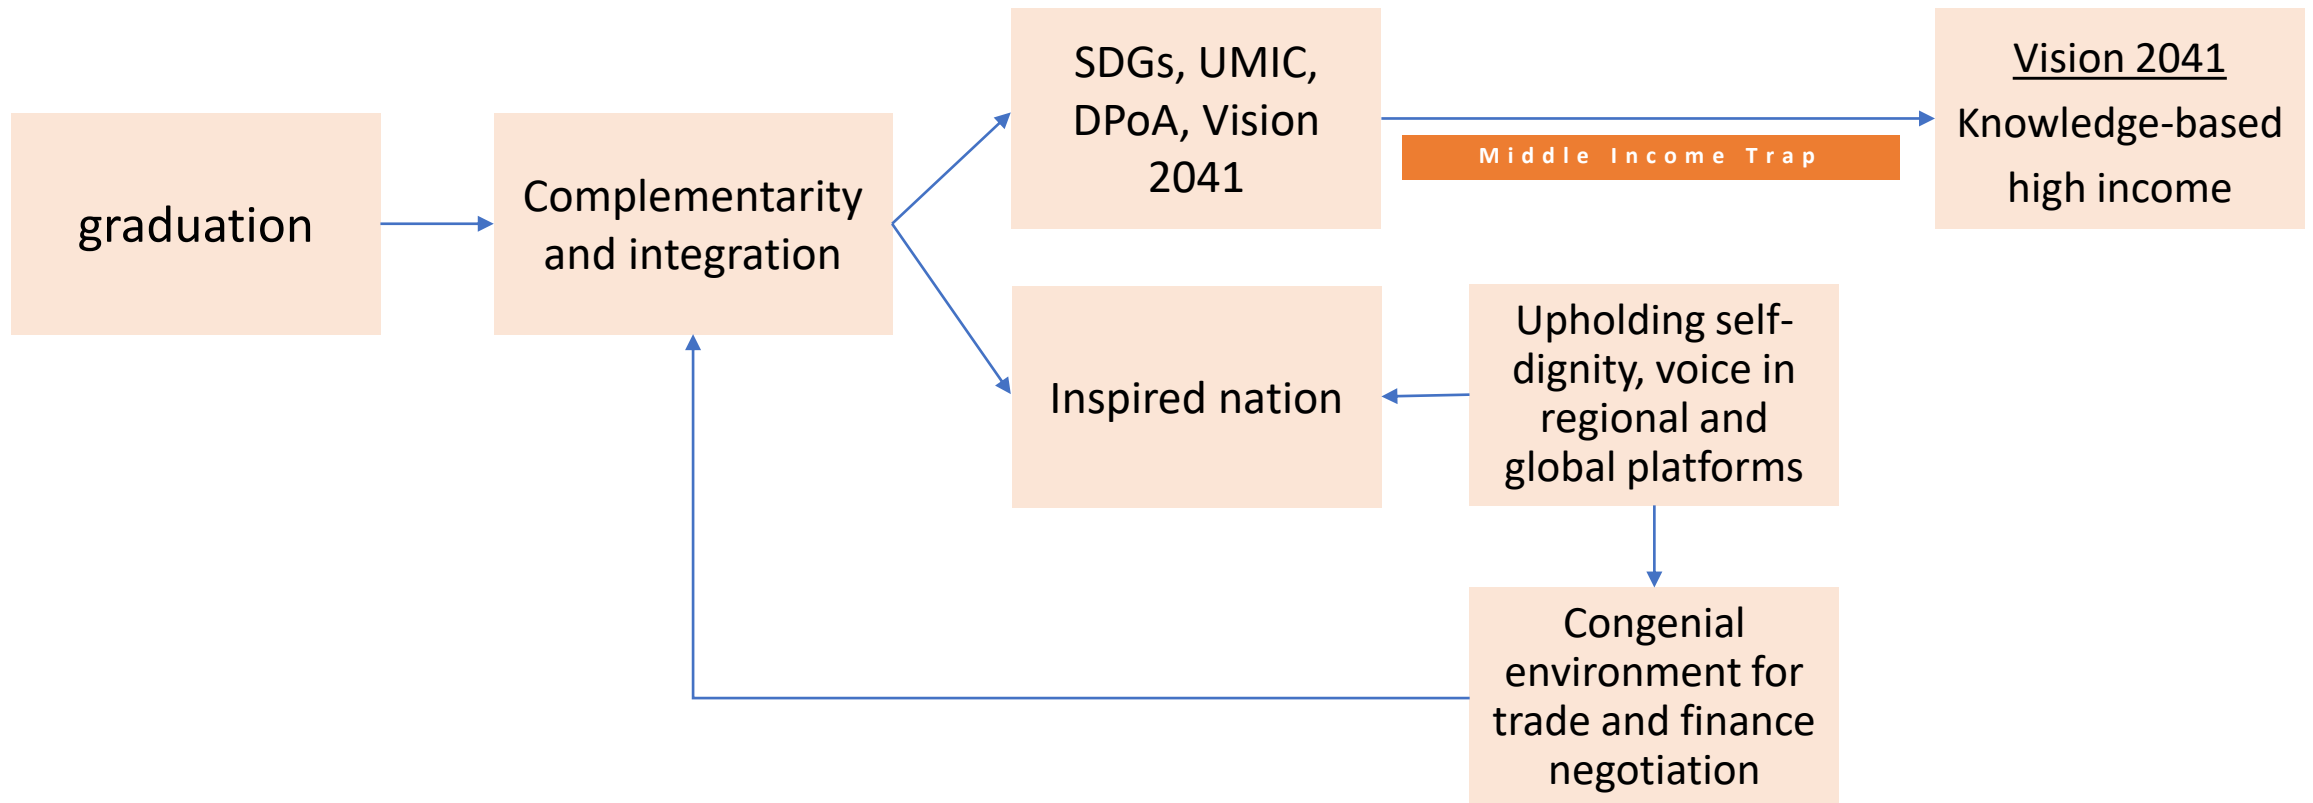 graduation
Complementarity
and integration
SDGs, UMIC,
DPoA, Vision
2041
Middle Income Trap
Vision 2041
Knowledge-based
high income
Inspired nation
Upholding self-
dignity, voice in
regional and
global platforms
Congenial
environment for
trade and finance
negotiation